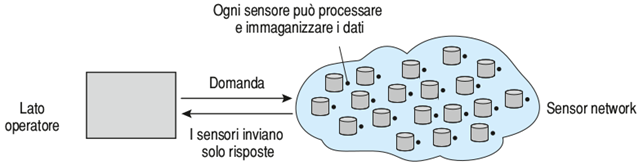 Ogni sensore può processare
e immaganizzare i dati
Domanda
Lato
operatore
Sensor network
I sensori inviano
solo risposte